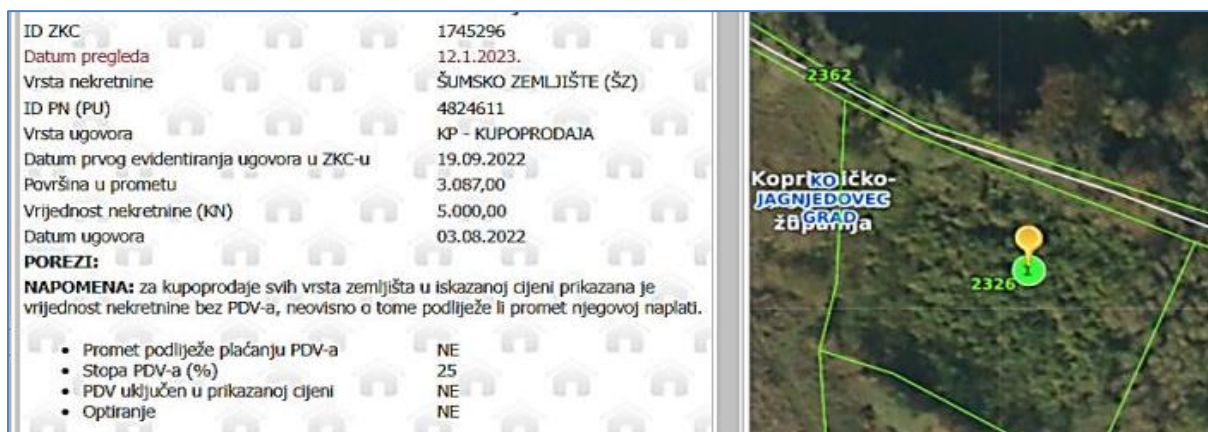 ID ZKC 1745296
Datum pregleda 12.1.2023.
Vrsta nekretnine ŠUMSKO ZEMLJIŠTE (ŠZ)
ID PN (PU) 4824611
Vrsta ugovora KP - KUPOPRODAJA
Datum prvog evidentiranja ugovora u ZKC-u 19.09.2022
Površina u prometu 3.087,00
Vrijednost nekretnine (KN) 5.000,00
Datum ugovora 03.08.2022
POREZI:
NAPOMENA: za kupoprodaje svih vrsta zemljišta u iskazanoj cijeni prikazana je
vrijednost nekretnine bez PDV-a, neovisno o tome podliježe li promet njegovoj naplati.
• Promet podliježe plaćanju PDV-a NE
• Stopa PDV-a (%) 25
• PDV uključen u prikazanoj cijeni NE
• Optiranje NE
2362
KO
JAGNJEDOVEC
GRAD
županija
1
2326